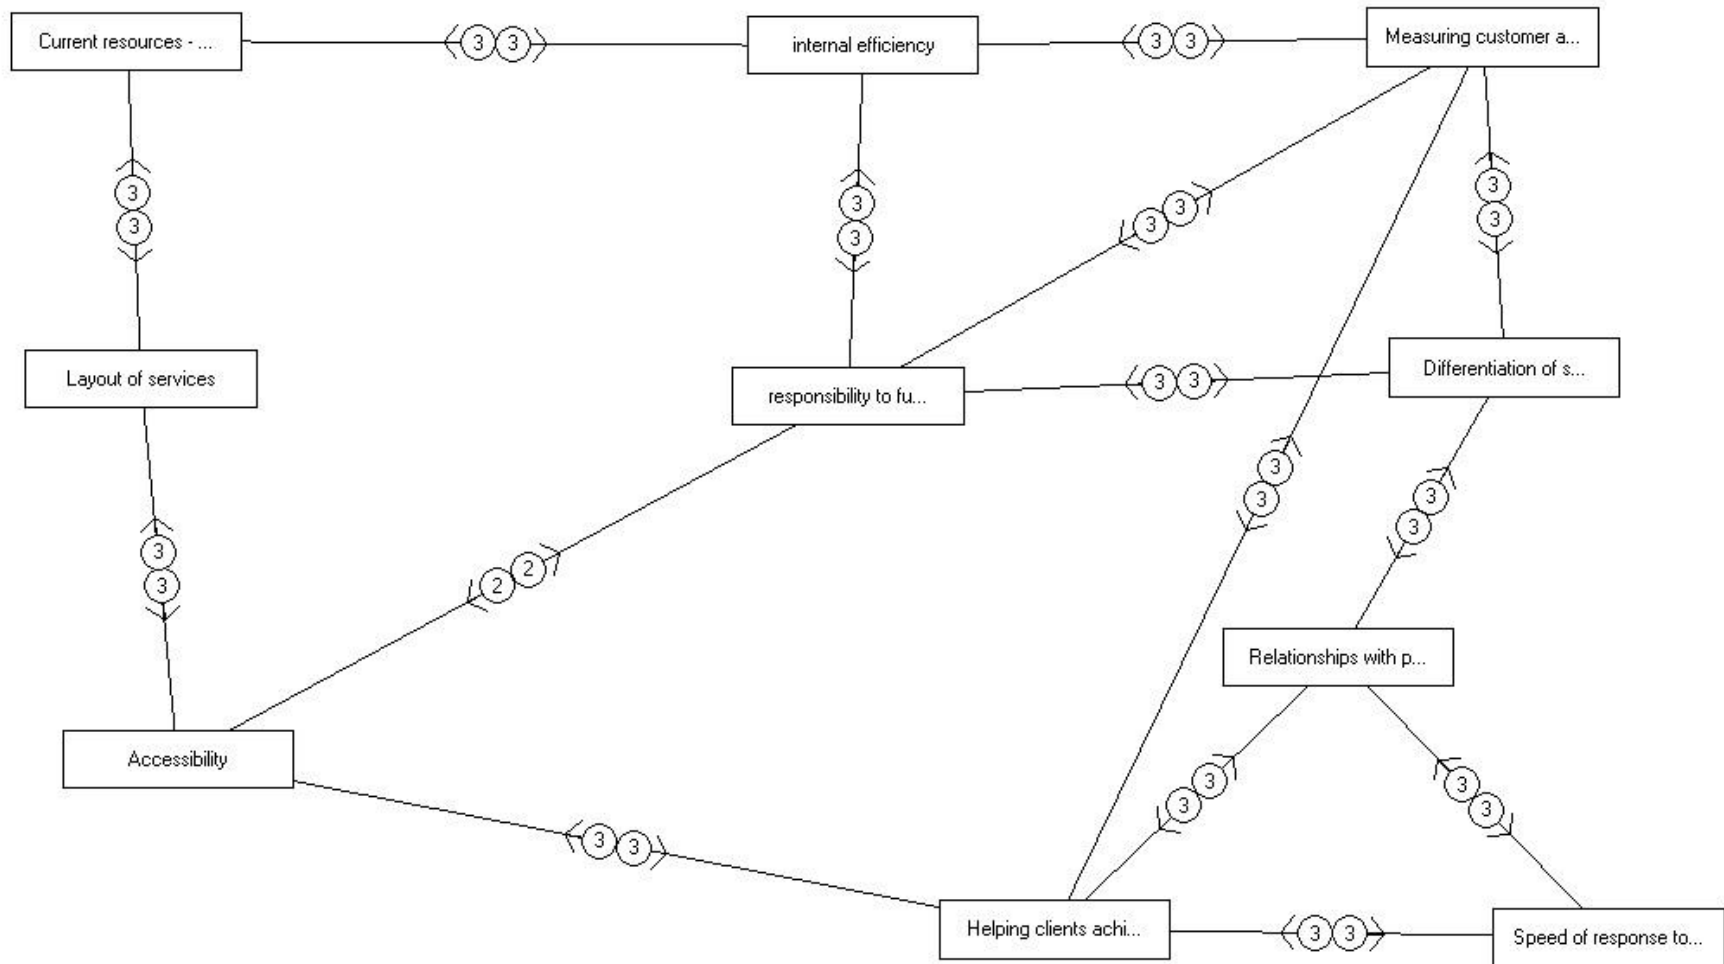 Current resources - ...
3 3
internal efficiency
3 3
Measuring customer a...
3
3
3
3
3
3
3
3
3
3
Layout of services
responsibility to fu...
3 3
Differentiation of s...
3
3
3
3
3
3
2
2
Relationships with p...
Accessibility
3
3
3
3
3 3
Helping clients achi...
3 3
Speed of response to...